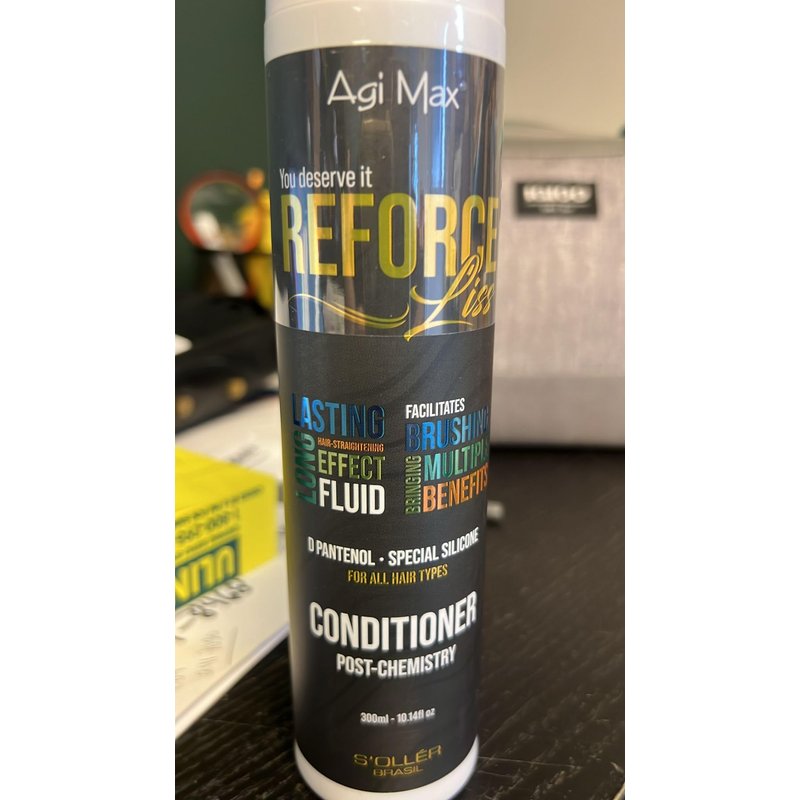 Agi Max
You deserve it
REFORCE
Liss
LONG
LASTING
HAIR-STRAIGHTENING
EFFECT
FLUID
FACILITATES
BRUSHING
BRINGING
MULTIPLE
BENEFITS
D PANTENOL • SPECIAL SILICONE
FOR ALL HAIR TYPES
CONDITIONER
POST-CHEMISTRY
300ml - 10.14fl oz
S'OLLÉR
BRASIL
IGLOO